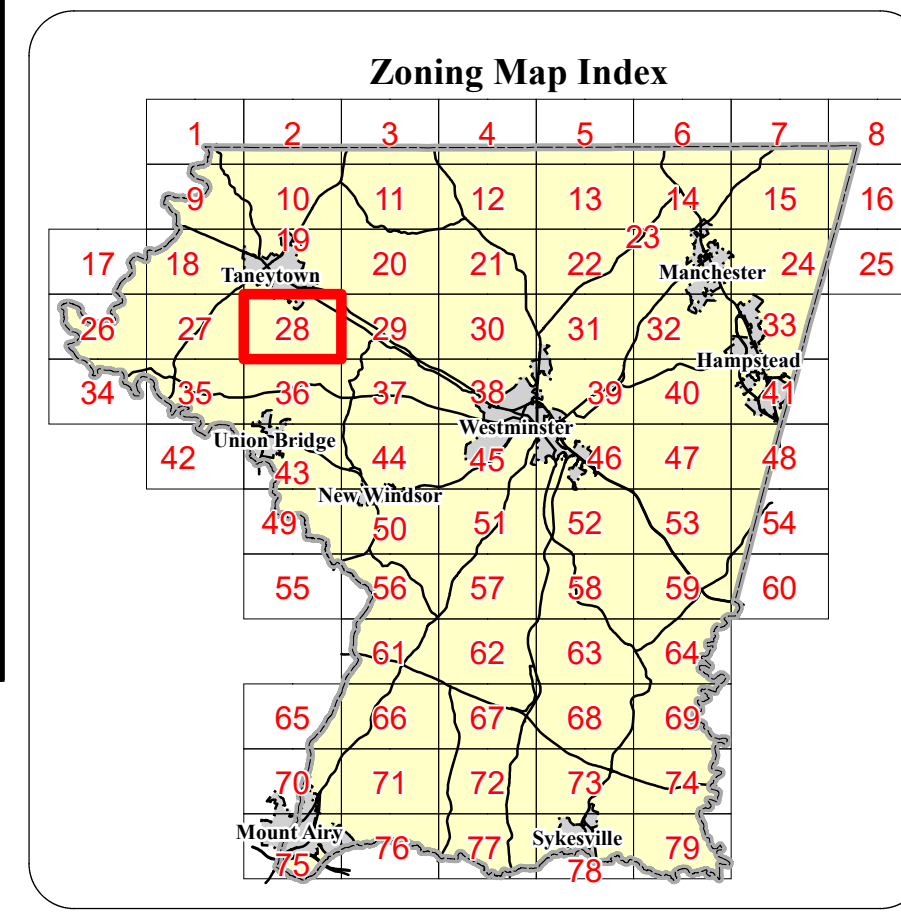 Zoning Map Index
1 2 3 4 5 6 7 8
9 10 11 12 13 14 15 16
17 18 19 20 21 22 23 24 25
Taneytown Manchester
26 27 28 29 30 31 32 33
Hampstead
34 35 36 37 38 39 40 41
Westminster
Union Bridge
42 43 44 45 46 47 48
New Windsor
49 50 51 52 53 54
55 56 57 58 59 60
61 62 63 64
65 66 67 68 69
70 71 72 73 74
Mount Airy Sykesville
75 76 77 78 79